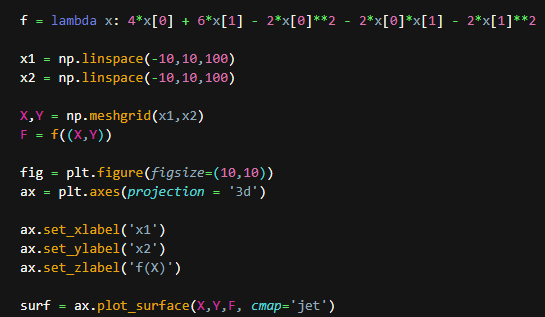 f = lambda x: 4*x[0] + 6*x[1] - 2*x[0]**2 - 2*x[0]*x[1] - 2*x[1]**2
x1 = np.linspace(-10,10,100)
x2 = np.linspace(-10,10,100)
X,Y = np.meshgrid(x1,x2)
F = f((X,Y))
fig = plt.figure(figsize=(10,10))
ax = plt.axes(projection = '3d')
ax.set_xlabel('x1')
ax.set_ylabel('x2')
ax.set_zlabel('f(X)')
surf = ax.plot_surface(X,Y,F, cmap='jet')